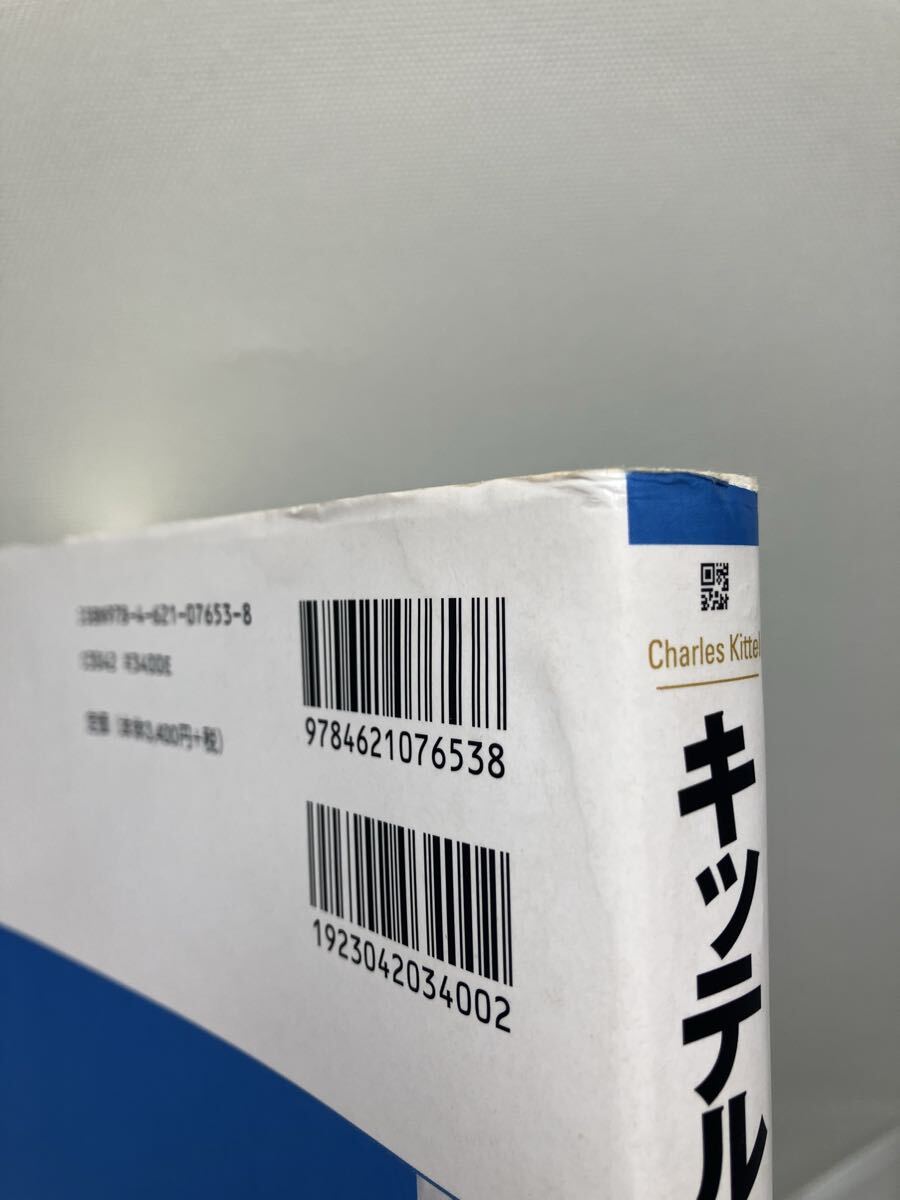 ISBN978-4-621-07653-8
C3042 ¥3400E
定価（本体3,400円+税）
9784621076538
1923042034002
Charles Kittel
キッテル